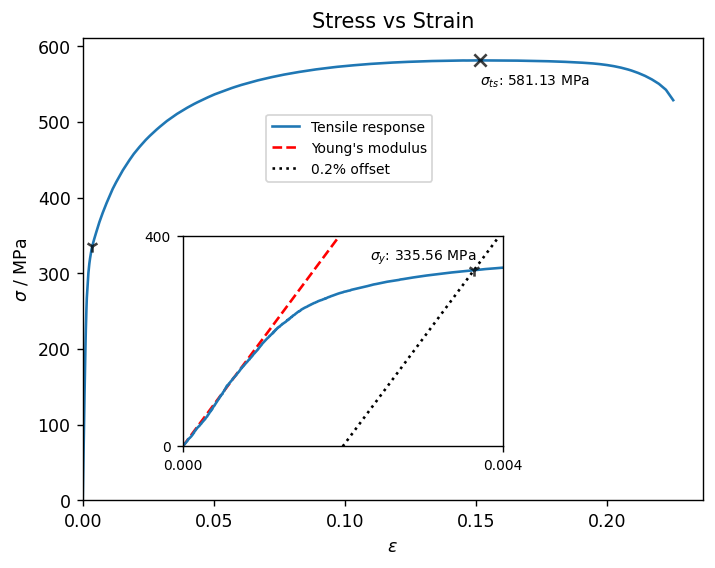 Stress vs Strain
600
500
400
300
200
100
0
σ / MPa
σts: 581.13 MPa
Tensile response
Young's modulus
0.2% offset
400
σy: 335.56 MPa
0
0.000
0.004
0.00
0.05
0.10
0.15
0.20
ε